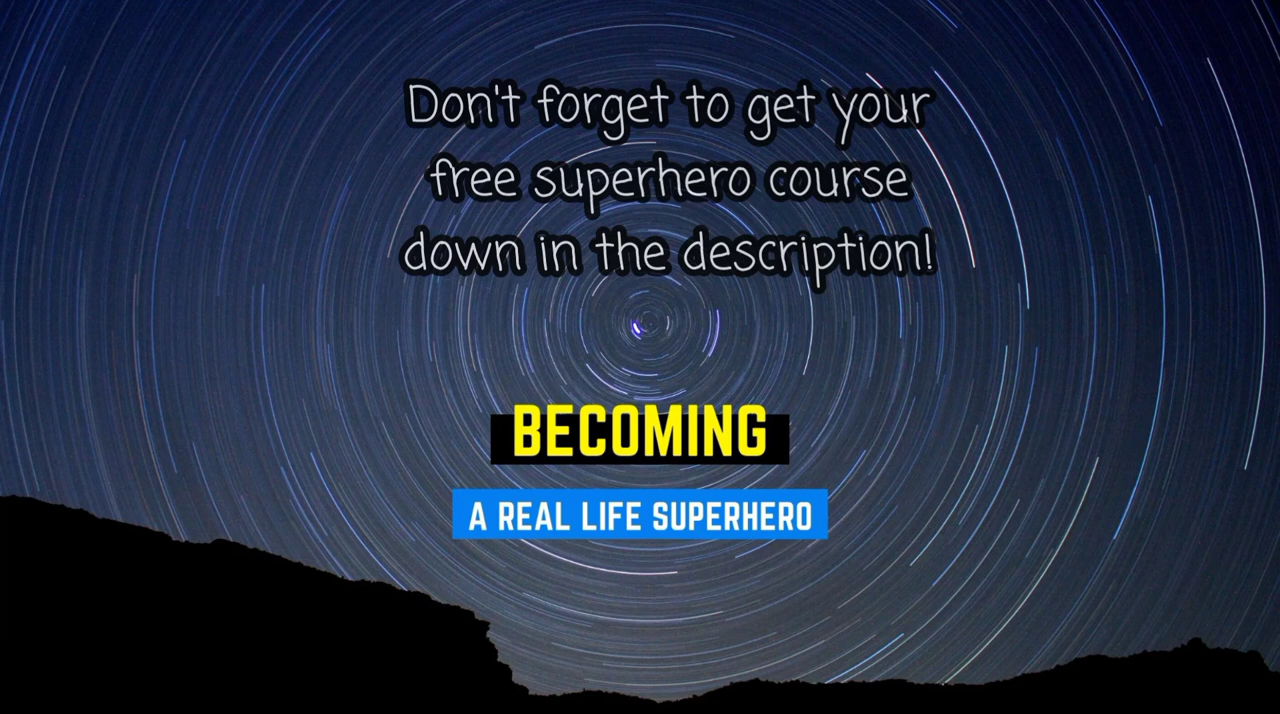 Don't forget to get your
free superhero course
down in the description!
BECOMING
A REAL LIFE SUPERHERO